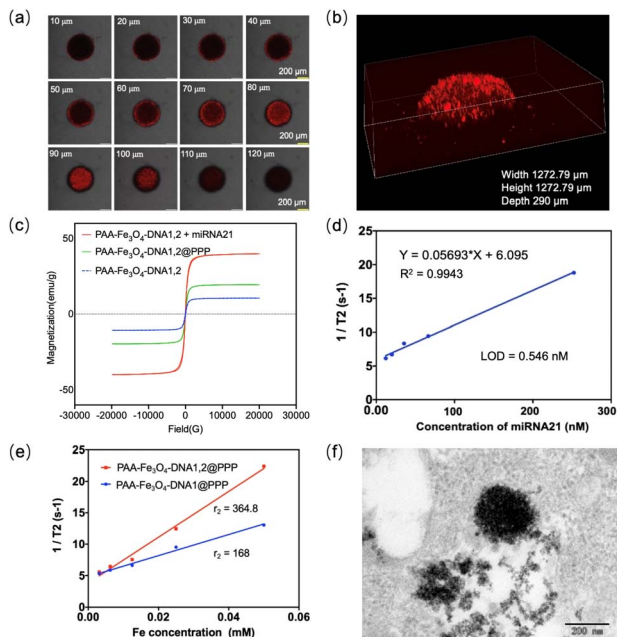 (a)
10 μm
20 μm
30 μm
40 μm
200 μm
50 μm
60 μm
70 μm
80 μm
200 μm
90 μm
100 μm
110 μm
120 μm
200 μm
(b)
Width 1272.79 μm
Height 1272.79 μm
Depth 290 μm
(c)
PAA-Fe₃O₄-DNA1,2 + miRNA21
PAA-Fe₃O₄-DNA1,2@PPP
PAA-Fe₃O₄-DNA1,2
Magnetization(emu/g)
50
0
-50
-30000 -20000 -10000 0 10000 20000 30000
Field(G)
(d)
Y = 0.05693*X + 6.095
R² = 0.9943
LOD = 0.546 nM
1 / T2 (s-1)
25
20
15
10
5
0
0.00 100 200 300
Concentration of miRNA21 (nM)
(e)
PAA-Fe₃O₄-DNA1,2@PPP
PAA-Fe₃O₄-DNA1@PPP
r₂ = 364.8
r₂ = 168
1 / T2 (s-1)
25
20
15
10
5
0
0.00 0.02 0.04 0.06
Fe concentration (mM)
(f)
200 nm